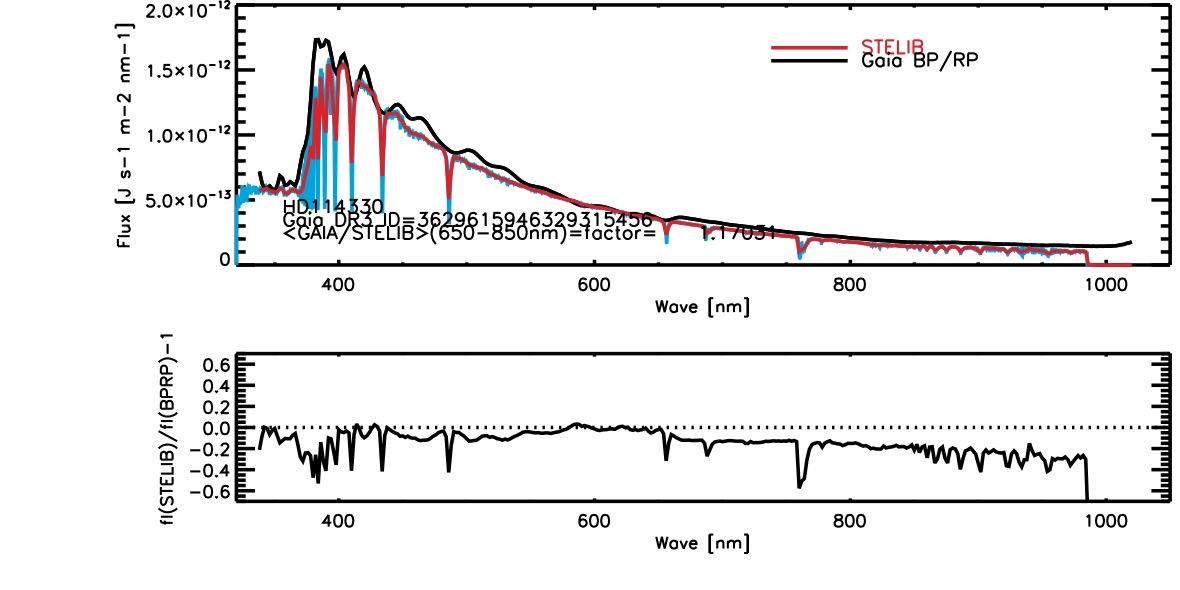 2.0×10−12
1.5×10−12
1.0×10−12
5.0×10−13
0
Flux [J s−1 m−2 nm−1]
STELIB
Gaia BP/RP
HD114330
Gaia DR3 ID=3629615946329315456
<GAIA/STELIB>(650−850nm)=factor=
400 600 800 1000
Wave [nm]
0.6
0.4
0.2
0.0
−0.2
−0.4
−0.6
fl(STELIB)/fl(BPRP)−1
400 600 800 1000
Wave [nm]